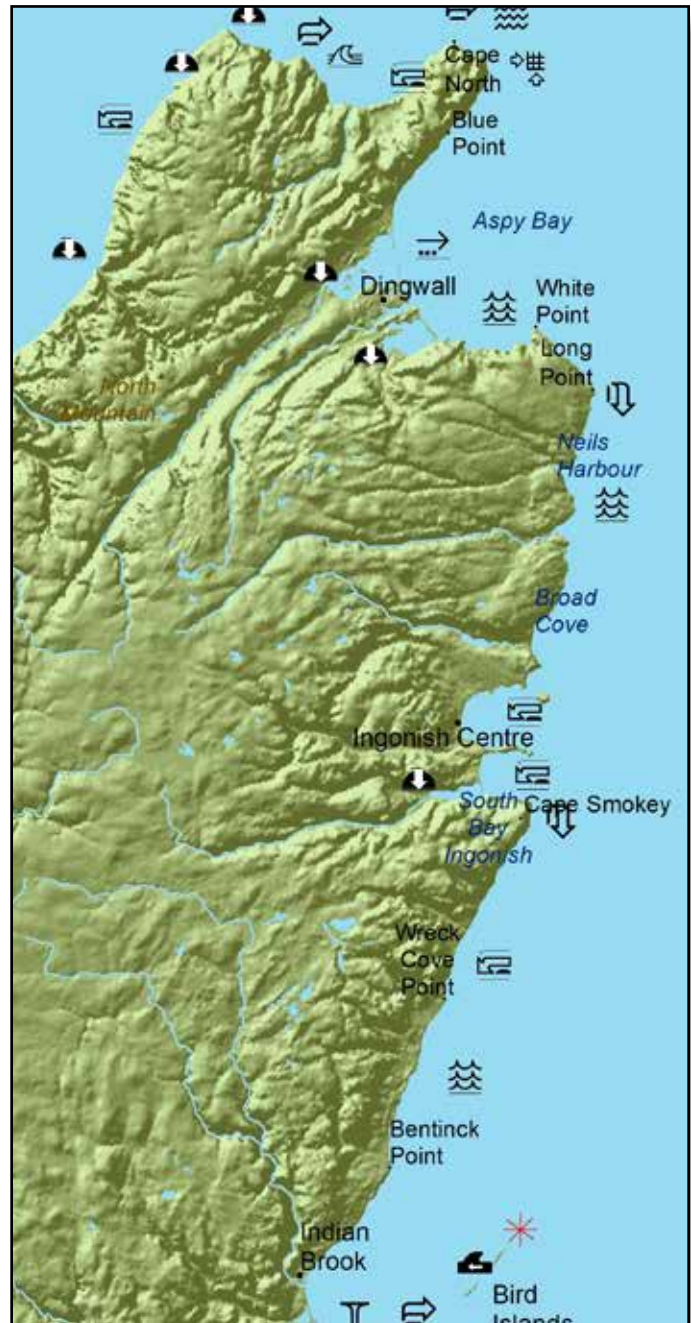 Cape
North
Blue
Point
Aspy Bay
Dingwall
White
Point
Long
Point
North
Mountain
Neils
Harbour
Broad
Cove
Ingonish Centre
South
Bay
Ingonish
Cape Smokey
Wreck
Cove
Point
Bentinck
Point
Indian
Brook
Bird
Islands